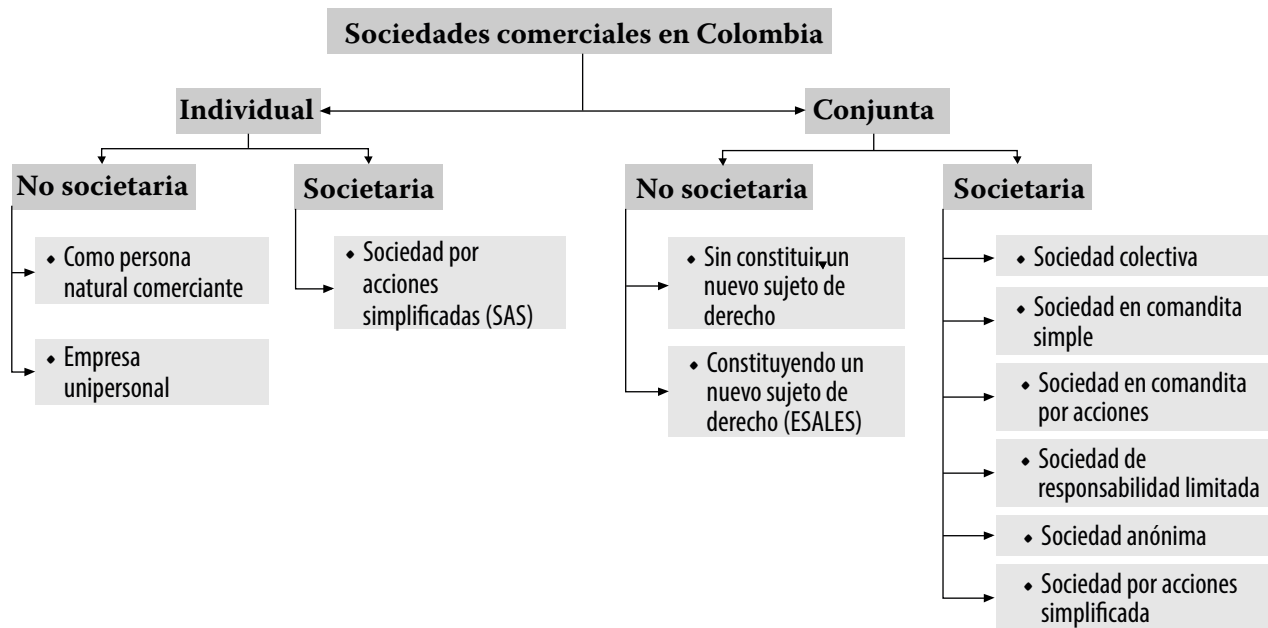 Sociedades comerciales en Colombia
Individual
Conjunta
No societaria
Societaria
No societaria
Societaria
• Como persona
natural comerciante
• Empresa
unipersonal
• Sociedad por
acciones
simplificadas (SAS)
• Sin constituir un
nuevo sujeto de
derecho
• Constituyendo un
nuevo sujeto de
derecho (ESALES)
• Sociedad colectiva
• Sociedad en comandita
simple
• Sociedad en comandita
por acciones
• Sociedad de
responsabilidad limitada
• Sociedad anónima
• Sociedad por acciones
simplificada